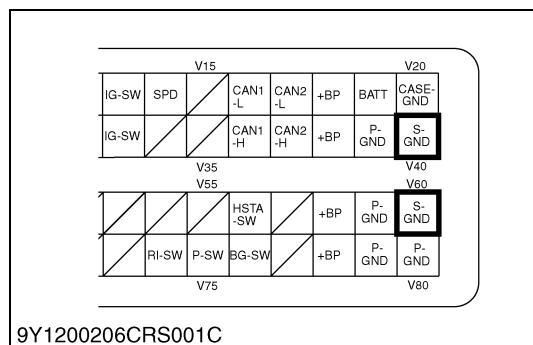 V15 V20
IG-SW SPD CAN1-L CAN2-L +BP BATT CASE-GND
IG-SW CAN1-H CAN2-H +BP P-GND S-GND
V35 V40
V55 V60
HSTA-SW +BP P-GND S-GND
RI-SW P-SW BG-SW +BP P-GND P-GND
V75 V80
9Y1200206CRS001C